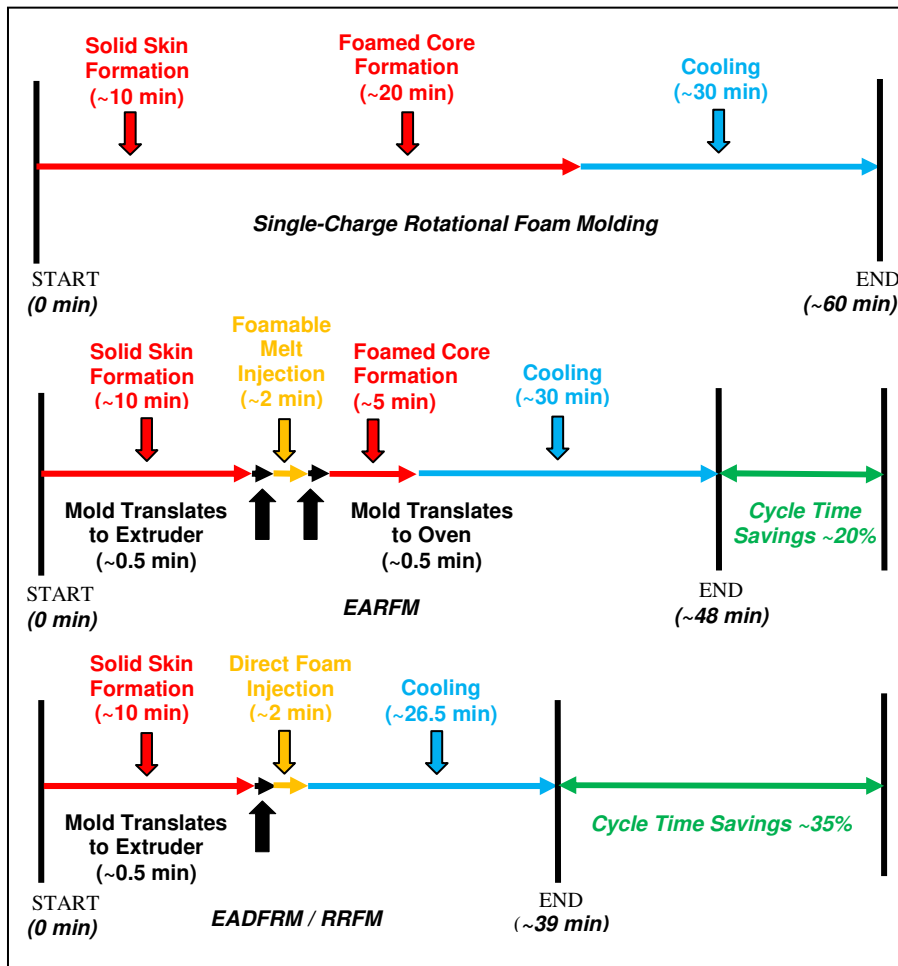 Solid Skin
Formation
(~10 min)
Foamed Core
Formation
(~20 min)
Cooling
(~30 min)
Single-Charge Rotational Foam Molding
START
(0 min)
END
(~60 min)
Solid Skin
Formation
(~10 min)
Foamable
Melt
Injection
(~2 min)
Foamed Core
Formation
(~5 min)
Cooling
(~30 min)
Mold Translates
to Extruder
(~0.5 min)
Mold Translates
to Oven
(~0.5 min)
Cycle Time
Savings ~20%
START
(0 min)
EARFM
END
(~48 min)
Solid Skin
Formation
(~10 min)
Direct Foam
Injection
(~2 min)
Cooling
(~26.5 min)
Mold Translates
to Extruder
(~0.5 min)
Cycle Time Savings ~35%
START
(0 min)
EADFRM / RRFM
END
(~39 min)